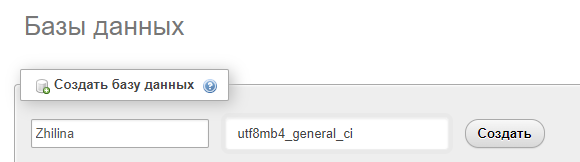 Базы данных
Создать базу данных
Zhilina utf8mb4_general_ci Создать